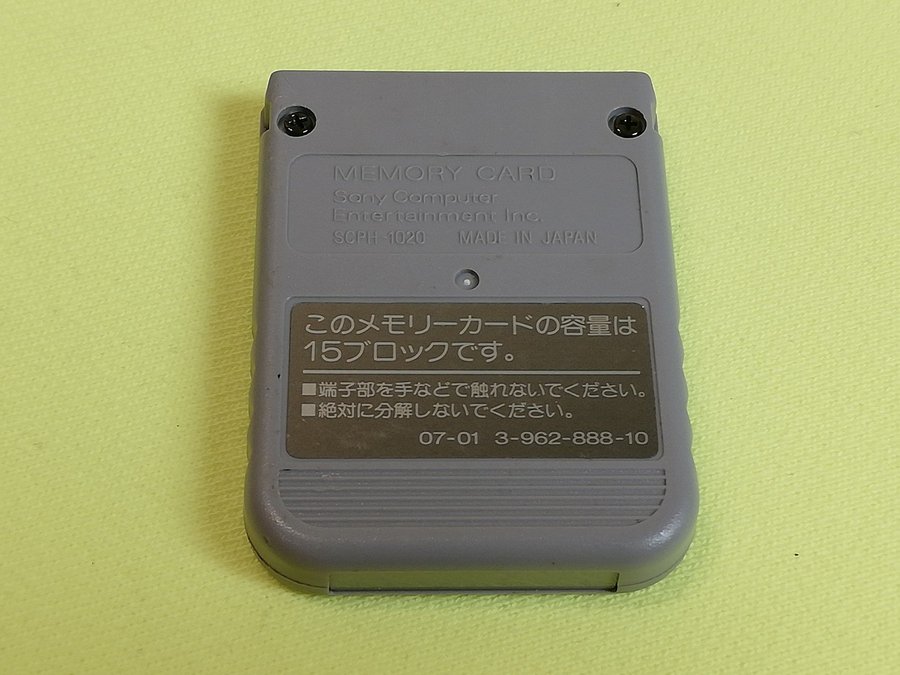 MEMORY CARD
Sony Computer
Entertainment Inc.
SCPH-1020 MADE IN JAPAN
このメモリーカードの容量は
15ブロックです。
■端子部を手などで触れないでください。
■絶対に分解しないでください。
07-01 3-962-888-10